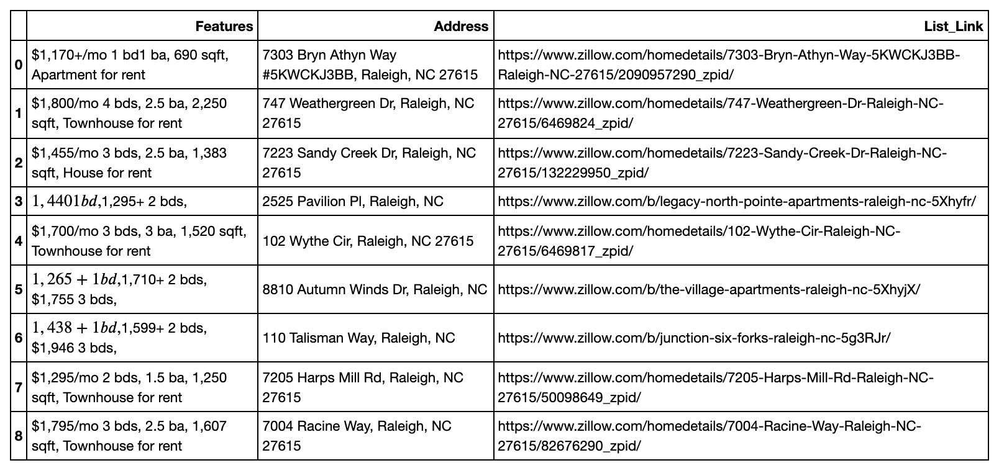 Features Address List_Link
0 $1,170+/mo 1 bd1 ba, 690 sqft, Apartment for rent 7303 Bryn Athyn Way #5KWCKJ3BB, Raleigh, NC 27615 https://www.zillow.com/homedetails/7303-Bryn-Athyn-Way-5KWCKJ3BB-Raleigh-NC-27615/2090957290_zpid/
1 $1,800/mo 4 bds, 2.5 ba, 2,250 sqft, Townhouse for rent 747 Weathergreen Dr, Raleigh, NC 27615 https://www.zillow.com/homedetails/747-Weathergreen-Dr-Raleigh-NC-27615/6469824_zpid/
2 $1,455/mo 3 bds, 2.5 ba, 1,383 sqft, House for rent 7223 Sandy Creek Dr, Raleigh, NC 27615 https://www.zillow.com/homedetails/7223-Sandy-Creek-Dr-Raleigh-NC-27615/132229950_zpid/
3 1,4401bd,1,295+ 2 bds, 2525 Pavilion Pl, Raleigh, NC https://www.zillow.com/b/legacy-north-pointe-apartments-raleigh-nc-5Xhyfr/
4 $1,700/mo 3 bds, 3 ba, 1,520 sqft, Townhouse for rent 102 Wythe Cir, Raleigh, NC 27615 https://www.zillow.com/homedetails/102-Wythe-Cir-Raleigh-NC-27615/6469817_zpid/
5 1,265 + 1bd,1,710+ 2 bds, $1,755 3 bds, 8810 Autumn Winds Dr, Raleigh, NC https://www.zillow.com/b/the-village-apartments-raleigh-nc-5XhyjX/
6 1,438 + 1bd,1,599+ 2 bds, $1,946 3 bds, 110 Talisman Way, Raleigh, NC https://www.zillow.com/b/junction-six-forks-raleigh-nc-5g3RJr/
7 $1,295/mo 2 bds, 1.5 ba, 1,250 sqft, Townhouse for rent 7205 Harps Mill Rd, Raleigh, NC 27615 https://www.zillow.com/homedetails/7205-Harps-Mill-Rd-Raleigh-NC-27615/50098649_zpid/
8 $1,795/mo 3 bds, 2.5 ba, 1,607 sqft, Townhouse for rent 7004 Racine Way, Raleigh, NC 27615 https://www.zillow.com/homedetails/7004-Racine-Way-Raleigh-NC-27615/82676290_zpid/